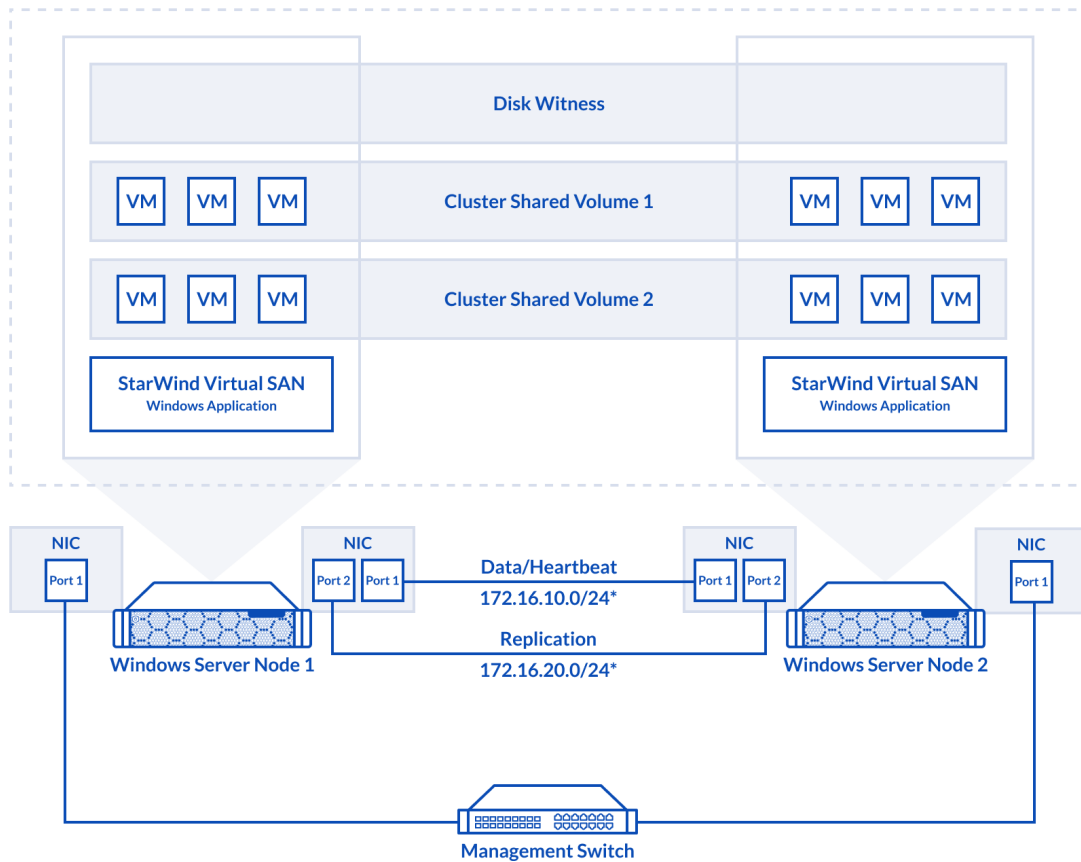 Disk Witness
VM VM VM Cluster Shared Volume 1 VM VM VM
VM VM VM Cluster Shared Volume 2 VM VM VM
StarWind Virtual SAN
Windows Application
StarWind Virtual SAN
Windows Application
NIC
Port 1
NIC
Port 2 Port 1
Data/Heartbeat
172.16.10.0/24*
Replication
172.16.20.0/24*
NIC
Port 1 Port 2
NIC
Port 1
Windows Server Node 1
Windows Server Node 2
Management Switch